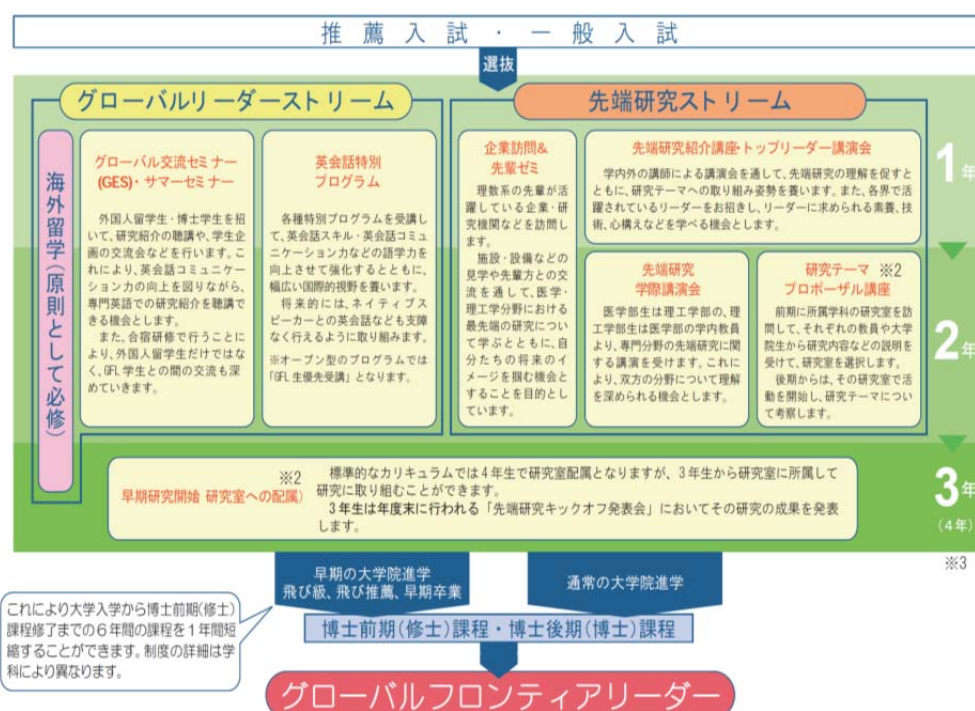 推薦入試・一般入試
選抜
グローバルリーダーストリーム
海外留学(原則として必修)
グローバル交流セミナー
(GES)・サマーセミナー
外国人留学生・博士学生を招
いて、研究紹介の聴講や、学生企
画の交流会などを行います。こ
れにより、英会話コミュニケー
ション力の向上を図りながら、
専門英語での研究紹介を聴講で
きる機会とします。
また、合宿研修で行うことに
より、外国人留学生だけではな
く、GFL学生との間の交流も深
めていきます。
英会話特別
プログラム
各種特別プログラムを受講し
て、英会話スキル・英会話コミュ
ニケーション力などの語学力を
向上させて強化するとともに、
幅広い国際的視野を養います。
将来的には、ネイティブス
ピーカーとの英会話なども支障
なく行えるように取り組みます。
※オープン型のプログラムでは
「GFL生優先受講」となります。
先端研究ストリーム
企業訪問&
先輩ゼミ
理数系の先輩が活
躍している企業・研
究機関などを訪問し
ます。
施設・設備などの
見学や先輩方との交
流を通して、医学・
理工学分野における
最先端の研究につい
て学ぶとともに、自
分たちの将来のイ
メージを掴む機会と
することを目的とし
ています。
先端研究紹介講座・トップリーダー講演会
学内外の講師による講演会を通して、先端研究の理解を促すと
ともに、研究テーマへの取り組み姿勢を養います。また、各界で活
躍されているリーダーをお招きし、リーダーに求められる素養、技
術、心構えなどを学べる機会とします。
先端研究
学際講演会
医学部生は理工学部の、理
工学部生は医学部の学内教員
より、専門分野の先端研究に関
する講演を受けます。これに
より、双方の分野について理解
を深められる機会とします。
研究テーマ ※2
プロポーザル講座
前期に所属学科の研究室を訪
問して、それぞれの教員や大学
院生から研究内容などの説明を
受けて、研究室を選択します。
後期からは、その研究室で活
動を開始し、研究テーマについ
て考察します。
1年
2年
3年
(4年)
※3
※2
早期研究開始 研究室への配属)
標準的なカリキュラムでは4年生で研究室配属となりますが、3年生から研究室に所属して
研究に取り組むことができます。
3年生は年度末に行われる「先端研究キックオフ発表会」においてその研究の成果を発表
します。
早期の大学院進学
飛び級、飛び推薦、早期卒業
通常の大学院進学
これにより大学入学から博士前期(修士)
課程修了までの6年間の課程を1年間短
縮することができます。制度の詳細は学
科により異なります。
博士前期(修士)課程・博士後期(博士)課程
グローバルフロンティアリーダー